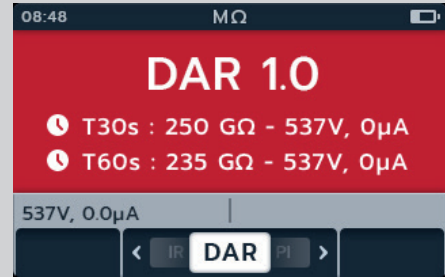 08:48 MΩ
DAR 1.0
T30s : 250 GΩ - 537V, 0µA
T60s : 235 GΩ - 537V, 0µA
537V, 0.0µA
< IR DAR PI >